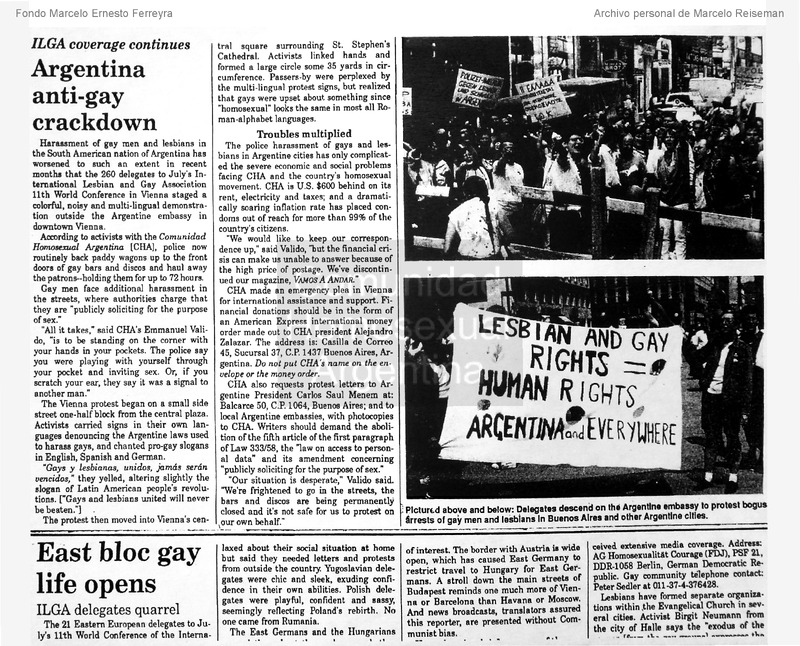 Fondo Marcelo Ernesto Ferreyra
Archivo personal de Marcelo Reiseman
ILGA coverage continues
Argentina
anti-gay
crackdown
Harassment of gay men and lesbians in
the South American nation of Argentina has
worsened to such an extent in recent
months that the 260 delegates to July's In-
ternational Lesbian and Gay Association
11th World Conference in Vienna staged a
colorful, noisy and multi-lingual demonstra-
tion outside the Argentine embassy in
downtown Vienna.
According to activists with the Comunidad
Homosexual Argentina [CHA], police now
routinely back paddy wagons up to the front
doors of gay bars and discos and haul away
the patrons--holding them for up to 72 hours.
Gay men face additional harassment in
the streets, where authorities charge that
they are "publicly soliciting for the purpose
of sex."
"All it takes," said CHA's Emmanuel Vali-
do, "is to be standing on the corner with
your hands in your pockets. The police say
you were playing with yourself through
your pocket and inviting sex. Or, if you
scratch your ear, they say it was a signal to
another man."
The Vienna protest began on a small side
street one-half block from the central plaza.
Activists carried signs in their own lan-
guages denouncing the Argentine laws used
to harass gays, and chanted pro-gay slogans
in English, Spanish and German.
"Gays y lesbianas, unidos, jamás serán
vencidos," they yelled, altering slightly the
slogan of Latin American people's revolu-
tions. ["Gays and lesbians united will never
be beaten."]
The protest then moved into Vienna's cen-
tral square surrounding St. Stephen's
Cathedral. Activists linked hands and
formed a large circle some 35 yards in cir-
cumference. Passers-by were perplexed by
the multi-lingual protest signs, but realized
that gays were upset about something since
"homosexual" looks the same in most all Ro-
man-alphabet languages.
Troubles multiplied
The police harassment of gays and les-
bians in Argentine cities has only complicat-
ed the severe economic and social problems
facing CHA and the country's homosexual
movement. CHA is U.S. $600 behind on its
rent, electricity and taxes; and a dramati-
cally soaring inflation rate has placed con-
doms out of reach for more than 99% of the
country's citizens.
"We would like to keep our correspon-
dence up," said Valido, "but the financial cri-
sis can make us unable to answer because of
the high price of postage. We've discontin-
ued our magazine, VAMOS A ANDAR."
CHA made an emergency plea in Vienna
for international assistance and support. Fi-
nancial donations should be in the form of
an American Express international money
order made out to CHA president Alejandro
Zalazar. The address is: Casilla de Correo
45, Sucursal 37, C.P. 1437 Buenos Aires, Ar-
gentina. Do not put CHA's name on the en-
velope or the money order.
CHA also requests protest letters to Ar-
gentine President Carlos Saul Menem at:
Balcarce 50, C.P. 1064, Buenos Aires; and to
local Argentine embassies, with photocopies
to CHA. Writers should demand the aboli-
tion of the fifth article of the first paragraph
of Law 333/58, the "law on access to person-
al data" and its amendment concerning
"publicly soliciting for the purpose of sex."
"Our situation is desperate," Valido said.
"We're frightened to go in the streets, the
bars and discos are being permanently
closed and it's not safe for us to protest on
our own behalf."
LESBIAN AND GAY
RIGHTS =
HUMAN RIGHTS
ARGENTINA and EVERYWHERE
Pictured above and below: Delegates descend on the Argentine embassy to protest bogus
arrests of gay men and lesbians in Buenos Aires and other Argentine cities.
East bloc gay
life opens
ILGA delegates quarrel
The 21 Eastern European delegates to Ju-
ly's 11th World Conference of the Interna-
laxed about their social situation at home
but said they needed letters and protests
from outside the country. Yugoslavian dele-
gates were chic and sleek, exuding confi-
dence in their own abilities. Polish dele-
gates were playful, confident and sassy,
seemingly reflecting Poland's rebirth. No
one came from Rumania.
The East Germans and the Hungarians
of interest. The border with Austria is wide
open, which has caused East Germany to
restrict travel to Hungary for East Ger-
mans. A stroll down the main streets of
Budapest reminds one much more of Vien-
na or Barcelona than Havana or Moscow.
And news broadcasts, translators assured
this reporter, are presented without Com-
munist bias.
ceived extensive media coverage. Address:
AG Homosexualität Courage (FDJ), PSF 21,
DDR-1058 Berlin, German Democratic Re-
public. Gay community telephone contact:
Peter Sedler at 011-37-4-376428.
Lesbians have formed separate organiza-
tions within the Evangelical Church in sev-
eral cities. Activist Birgit Neumann from
the city of Halle says the "exodus of the